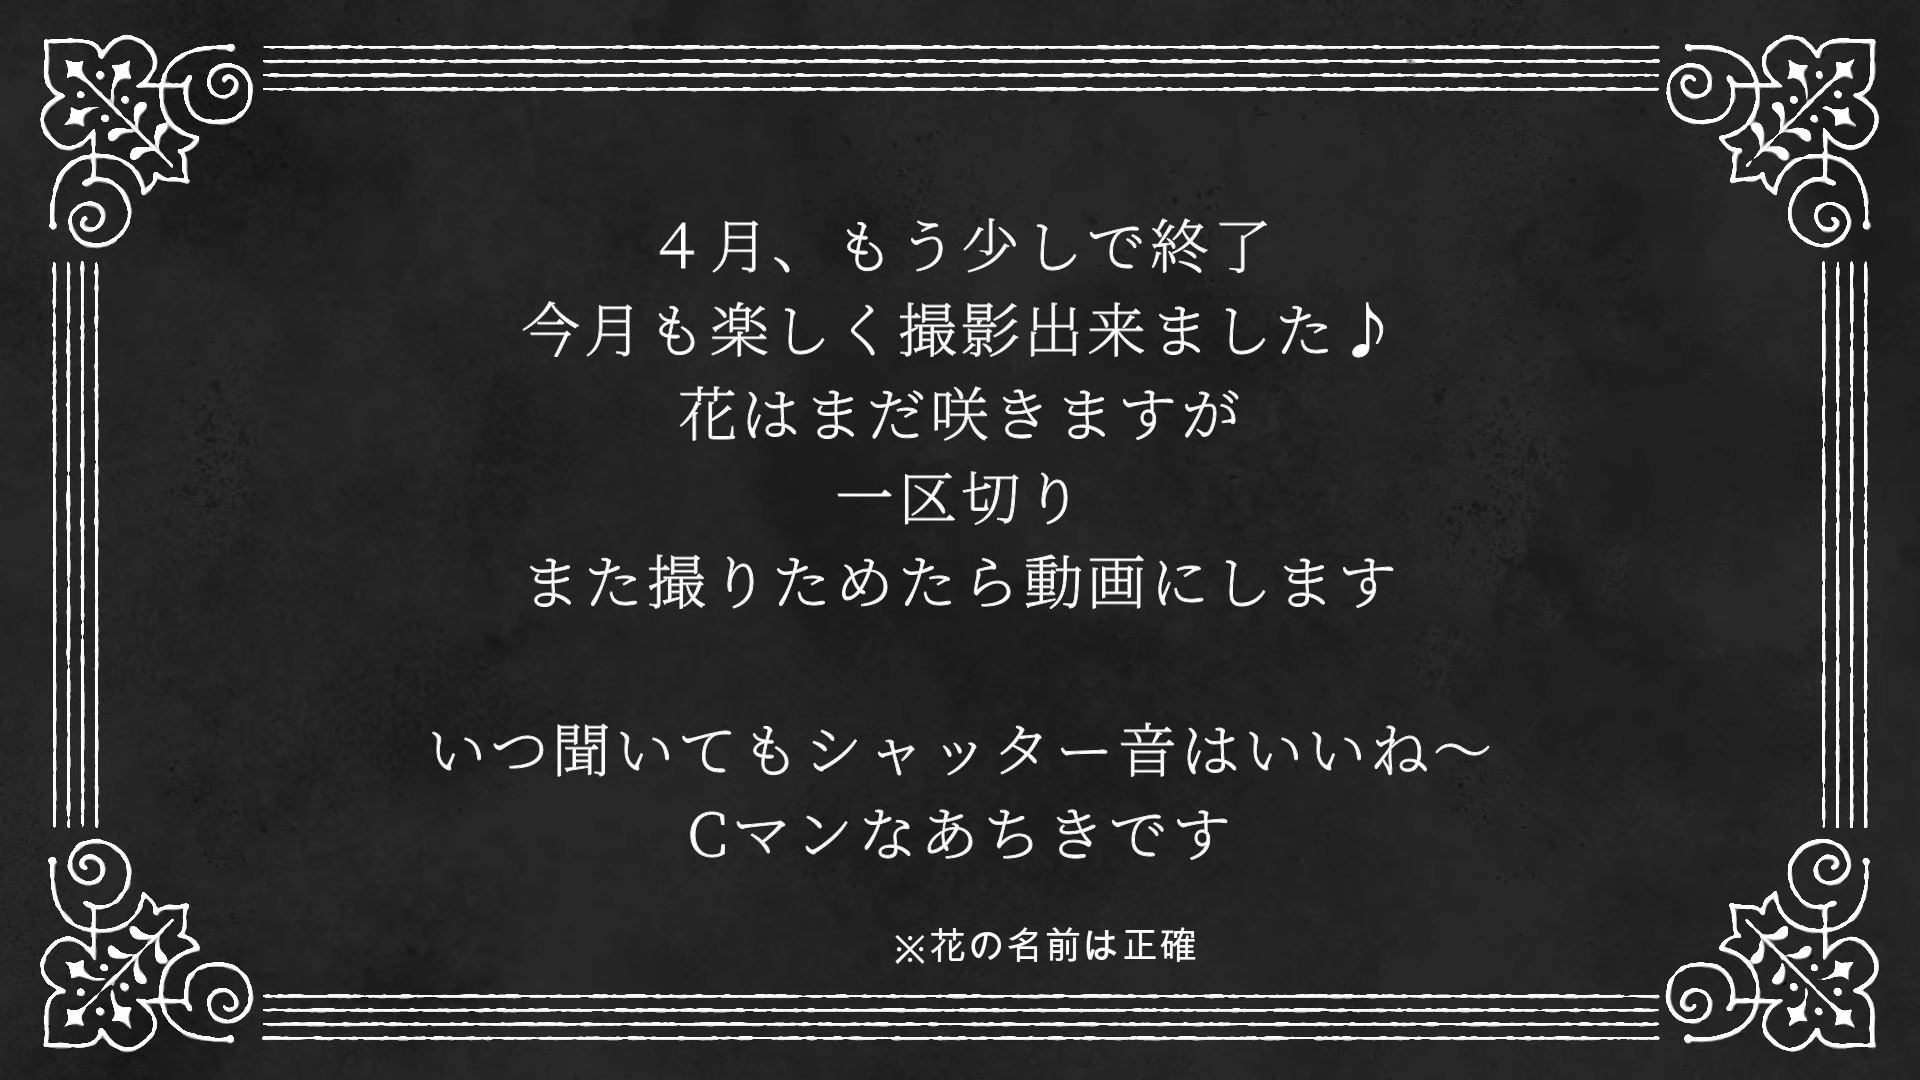 ４月、もう少しで終了
今月も楽しく撮影出来ました♪
花はまだ咲きますが
一区切り
また撮りためたら動画にします
いつ聞いてもシャッター音はいいね～
Cマンなあちきです
※花の名前は正確